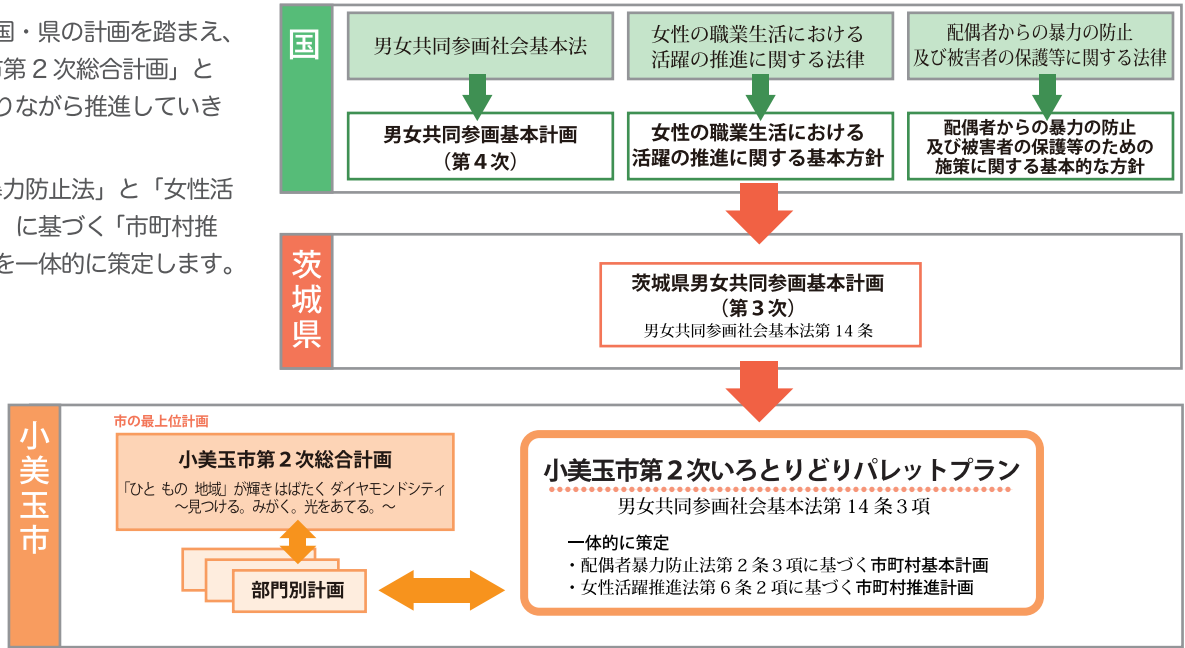 国・県の計画を踏まえ、
市第2次総合計画」と
りながら推進していき
暴力防止法」と「女性活
」に基づく「市町村推
を一体的に策定します。
国
男女共同参画社会基本法
女性の職業生活における
活躍の推進に関する法律
配偶者からの暴力の防止
及び被害者の保護等に関する法律
男女共同参画基本計画
（第４次）
女性の職業生活における
活躍の推進に関する基本方針
配偶者からの暴力の防止
及び被害者の保護等のための
施策に関する基本的な方針
茨城県
茨城県男女共同参画基本計画
（第３次）
男女共同参画社会基本法第 14 条
小美玉市
市の最上位計画
小美玉市第２次総合計画
「ひと もの 地域」が輝き はばたく ダイヤモンドシティ
～見つける。みがく。光をあてる。～
部門別計画
小美玉市第２次いろとりどりパレットプラン
男女共同参画社会基本法第 14 条３項
一体的に策定
・配偶者暴力防止法第 2 条３項に基づく市町村基本計画
・女性活躍推進法第 6 条 2 項に基づく市町村推進計画